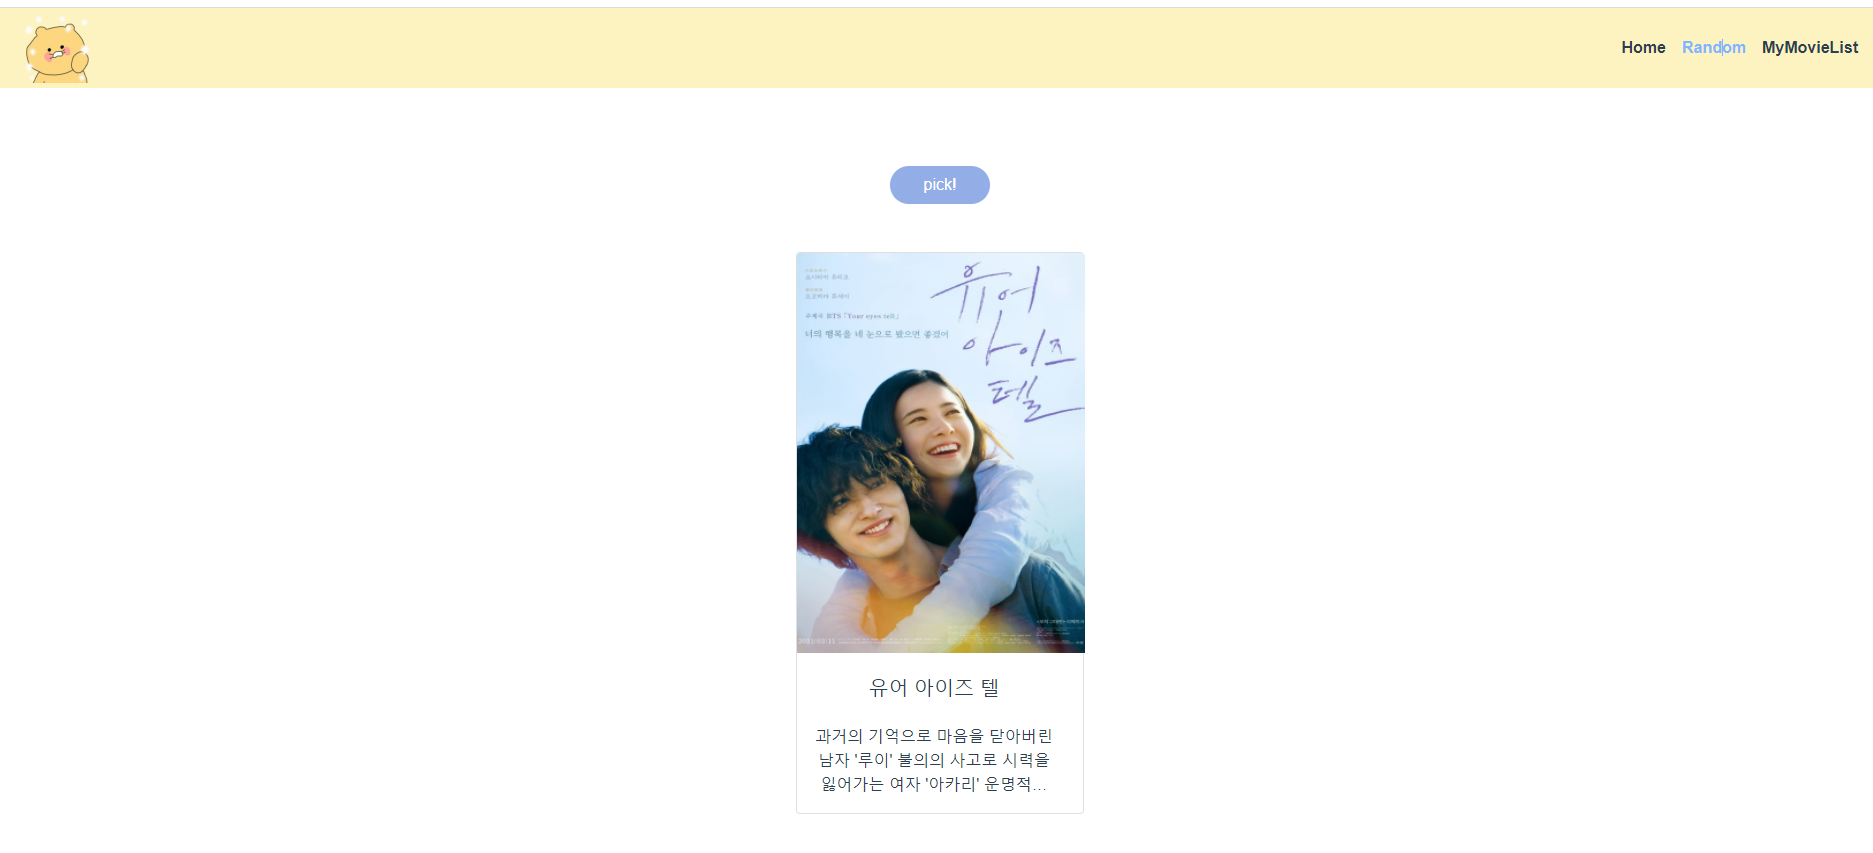 Home Random MyMovieList
pick!
유어
아이즈
텔
주제가 BTS 「Your eyes tell」
너의 행복을 네 눈으로 봤으면 좋겠어
유어 아이즈 텔
과거의 기억으로 마음을 닫아버린
남자 '루이' 불의의 사고로 시력을
잃어가는 여자 '아카리' 운명적...